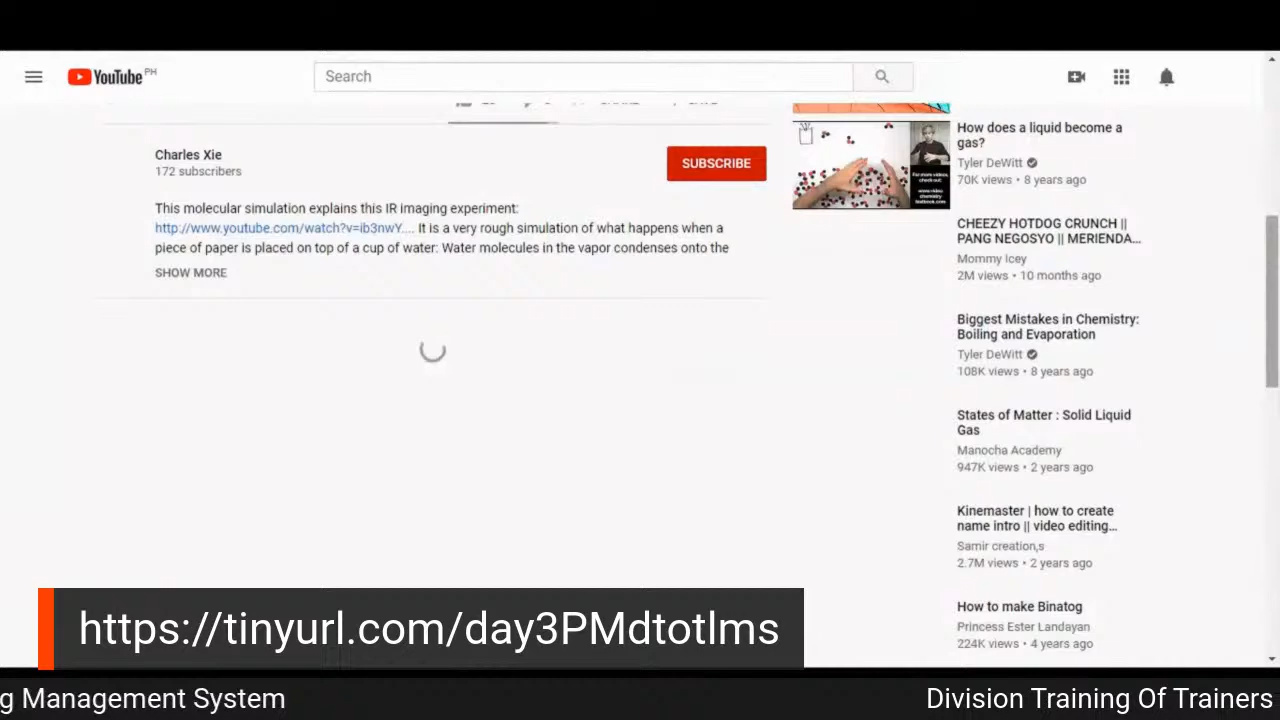 YouTube PH
Search
Charles Xie
172 subscribers
SUBSCRIBE
This molecular simulation explains this IR imaging experiment:
http://www.youtube.com/watch?v=ib3nwY.... It is a very rough simulation of what happens when a
piece of paper is placed on top of a cup of water: Water molecules in the vapor condenses onto the
SHOW MORE
How does a liquid become a
gas?
Tyler DeWitt
70K views • 8 years ago
CHEEZY HOTDOG CRUNCH ||
PANG NEGOSYO || MERIENDA...
Mommy Icey
2M views • 10 months ago
Biggest Mistakes in Chemistry:
Boiling and Evaporation
Tyler DeWitt
108K views • 8 years ago
States of Matter : Solid Liquid
Gas
Manocha Academy
947K views • 2 years ago
Kinemaster | how to create
name intro || video editing...
Samir creation,s
2.7M views • 2 years ago
How to make Binatog
Princess Ester Landayan
224K views • 4 years ago
https://tinyurl.com/day3PMdtotlms
g Management System
Division Training Of Trainers